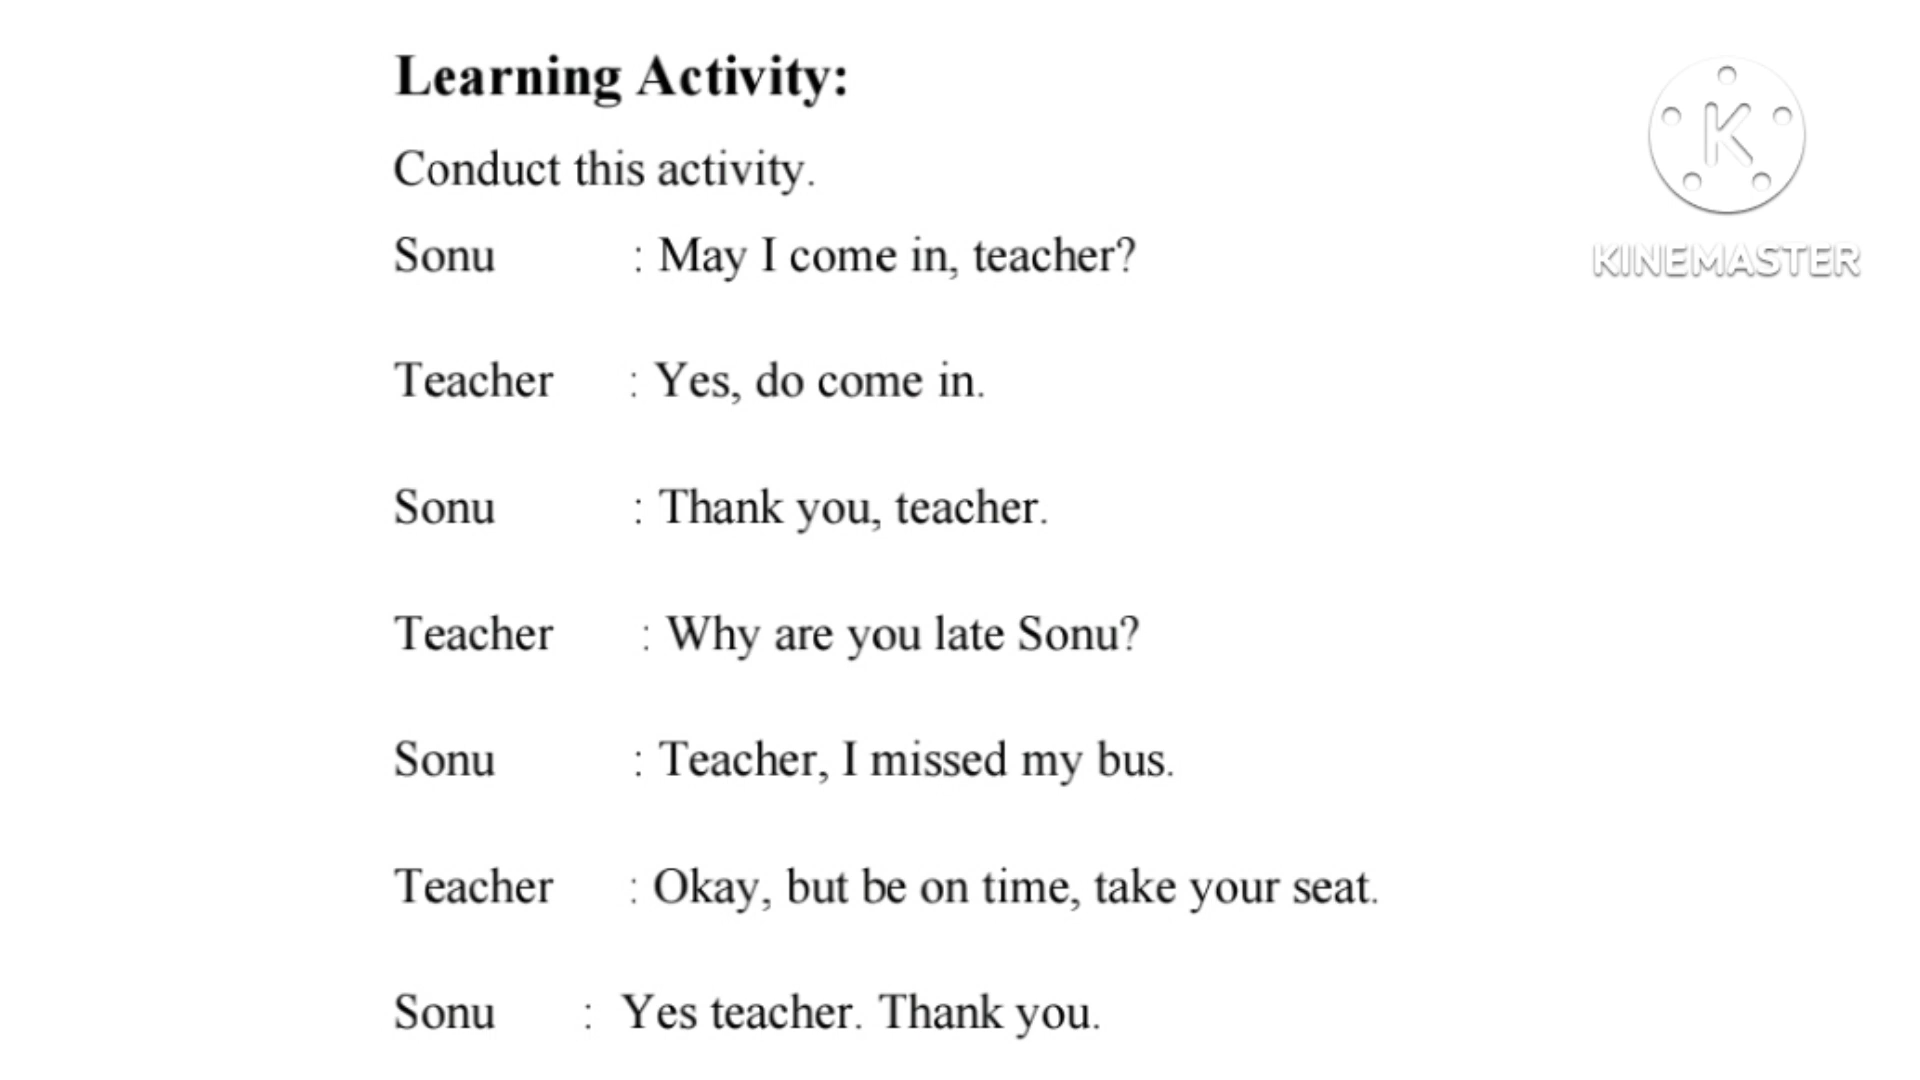 Learning Activity:
Conduct this activity.
Sonu : May I come in, teacher?
Teacher : Yes, do come in.
Sonu : Thank you, teacher.
Teacher : Why are you late Sonu?
Sonu : Teacher, I missed my bus.
Teacher : Okay, but be on time, take your seat.
Sonu : Yes teacher. Thank you.
K
KINEMASTER